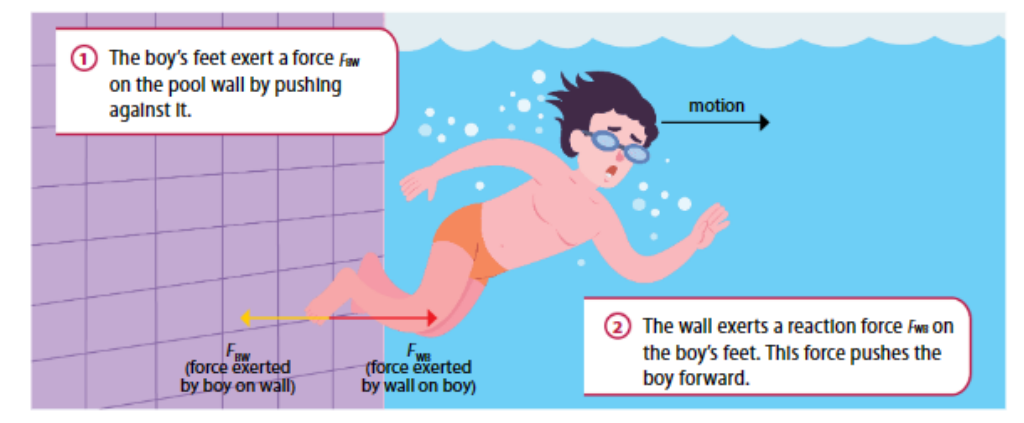 1 The boy's feet exert a force FBW
on the pool wall by pushing
against it.
motion
FBW
(force exerted
by boy on wall)
FWB
(force exerted
by wall on boy)
2 The wall exerts a reaction force FWB on
the boy's feet. This force pushes the
boy forward.